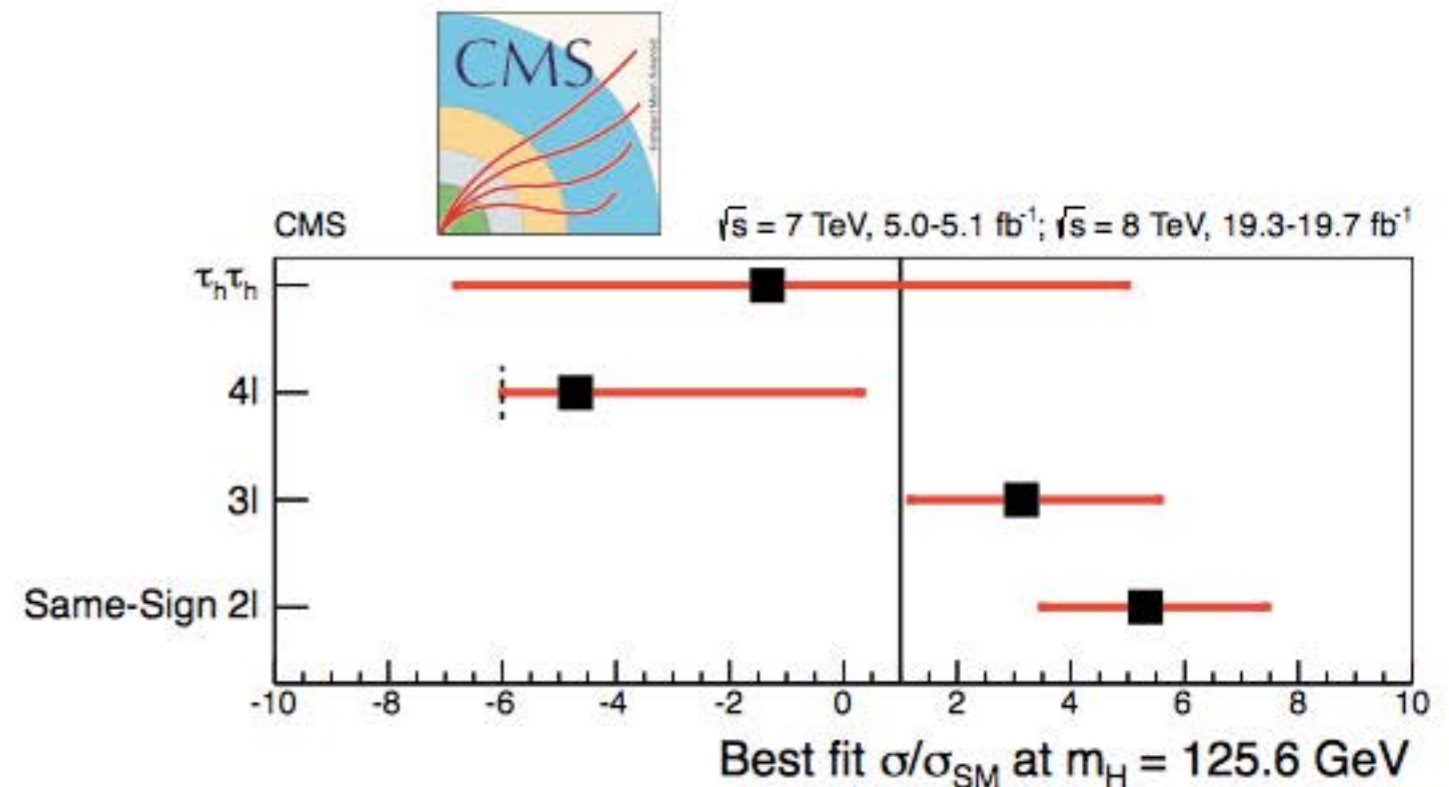 CMS
CMS √s = 7 TeV, 5.0-5.1 fb⁻¹; √s = 8 TeV, 19.3-19.7 fb⁻¹
τₕτₕ
4l
3l
Same-Sign 2l
-10 -8 -6 -4 -2 0 2 4 6 8 10
Best fit σ/σ_SM at m_H = 125.6 GeV